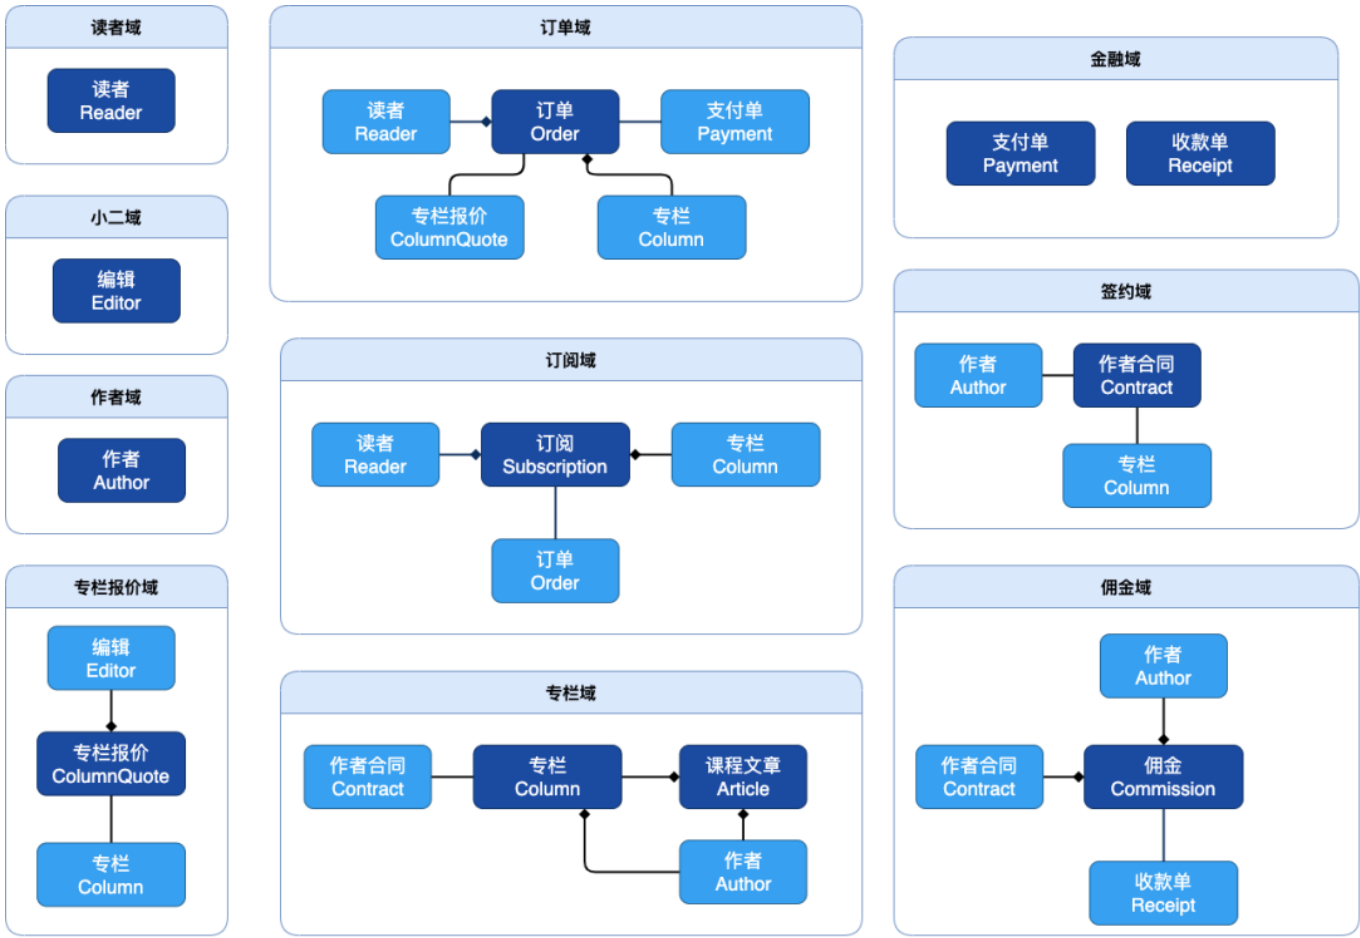 读者域
读者
Reader
小二域
编辑
Editor
作者域
作者
Author
专栏报价域
编辑
Editor
专栏报价
ColumnQuote
专栏
Column
订单域
读者
Reader
订单
Order
支付单
Payment
专栏报价
ColumnQuote
专栏
Column
订阅域
读者
Reader
订阅
Subscription
专栏
Column
订单
Order
专栏域
作者合同
Contract
专栏
Column
课程文章
Article
作者
Author
金融域
支付单
Payment
收款单
Receipt
签约域
作者
Author
作者合同
Contract
专栏
Column
佣金域
作者
Author
作者合同
Contract
佣金
Commission
收款单
Receipt